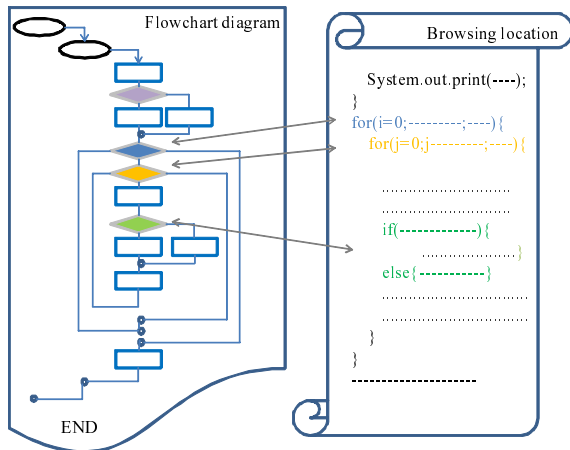 Flowchart diagram
END
Browsing location
System.out.print(----);
}
for(i=0;---------;----){
for(j=0;j---------;----){
...........................
...........................
if(-------------){
....................}
else{-----------}
...............................
...............................
}
}
---------------------